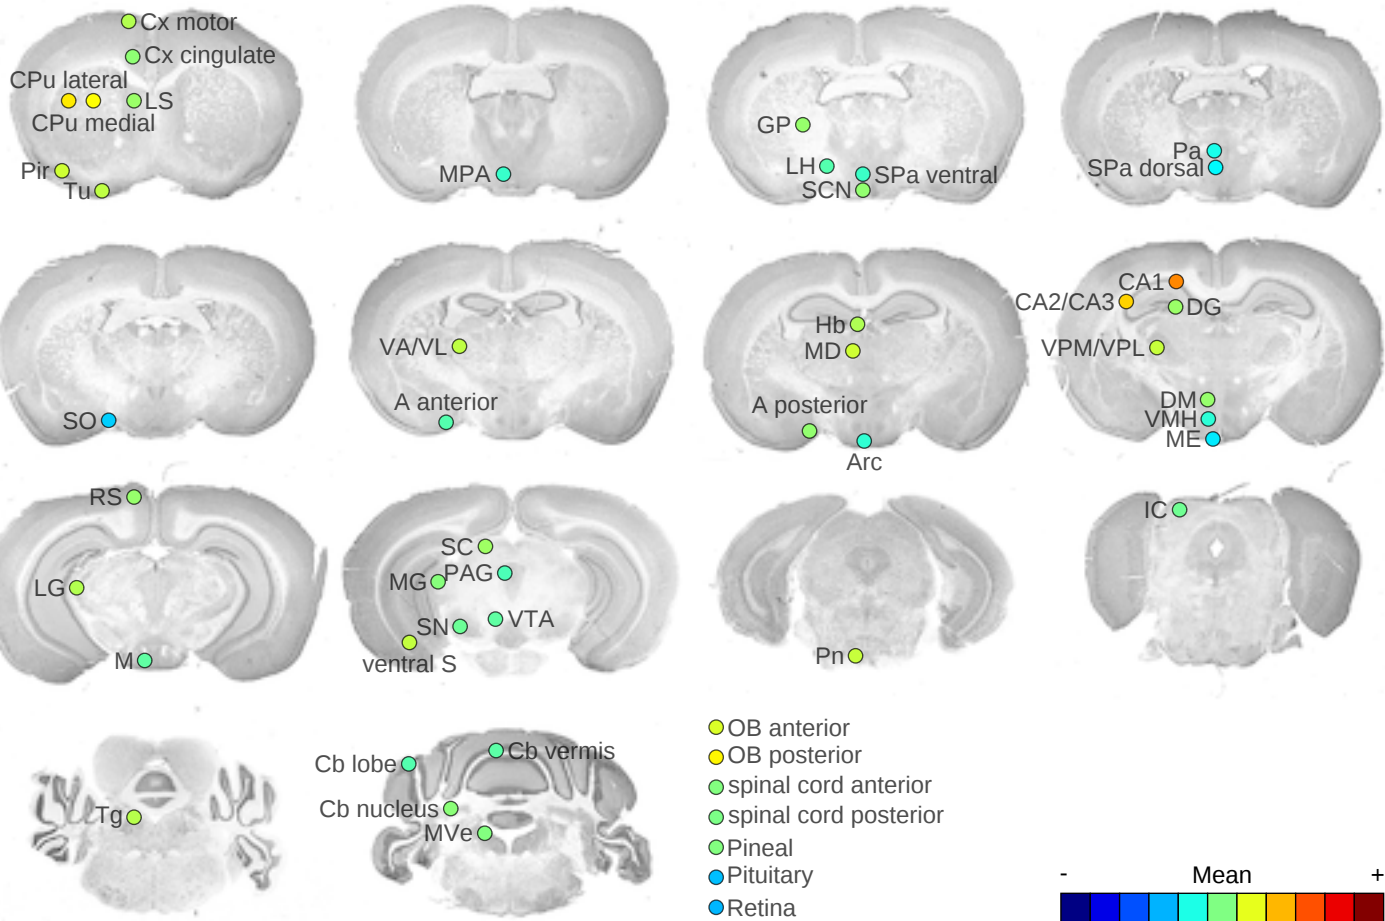 Cx motor
Cx cingulate
CPu lateral
LS
CPu medial
Pir
Tu
MPA
GP
LH
SPa ventral
SCN
Pa
SPa dorsal
SO
VA/VL
A anterior
Hb
MD
A posterior
Arc
CA1
CA2/CA3
DG
VPM/VPL
DM
VMH
ME
RS
LG
M
SC
MG
PAG
SN
VTA
ventral S
Pn
IC
Tg
Cb lobe
Cb vermis
Cb nucleus
MVe
OB anterior
OB posterior
spinal cord anterior
spinal cord posterior
Pineal
Pituitary
Retina
- Mean +